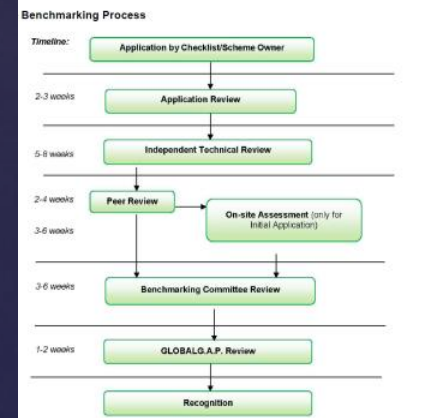 Benchmarking Process
Timeline:
Application by Checklist/Scheme Owner
2-3 weeks
Application Review
5-8 weeks
Independent Technical Review
2-4 weeks
Peer Review
On-site Assessment (only for
Initial Application)
3-6 weeks
3-6 weeks
Benchmarking Committee Review
1-2 weeks
GLOBALG.A.P. Review
Recognition